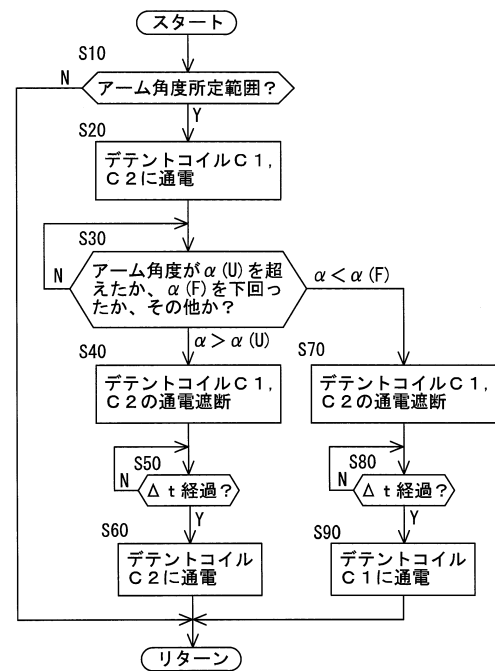 スタート
S10
N
アーム角度所定範囲?
Y
S20
デテントコイルC1,
C2に通電
S30
N
アーム角度がα(U)を超
えたか、α(F)を下回っ
たか、その他か?
α<α(F)
α>α(U)
S40
デテントコイルC1,
C2の通電遮断
S70
デテントコイルC1,
C2の通電遮断
S50
N
Δt経過?
Y
S80
N
Δt経過?
Y
S60
デテントコイル
C2に通電
S90
デテントコイル
C1に通電
リターン